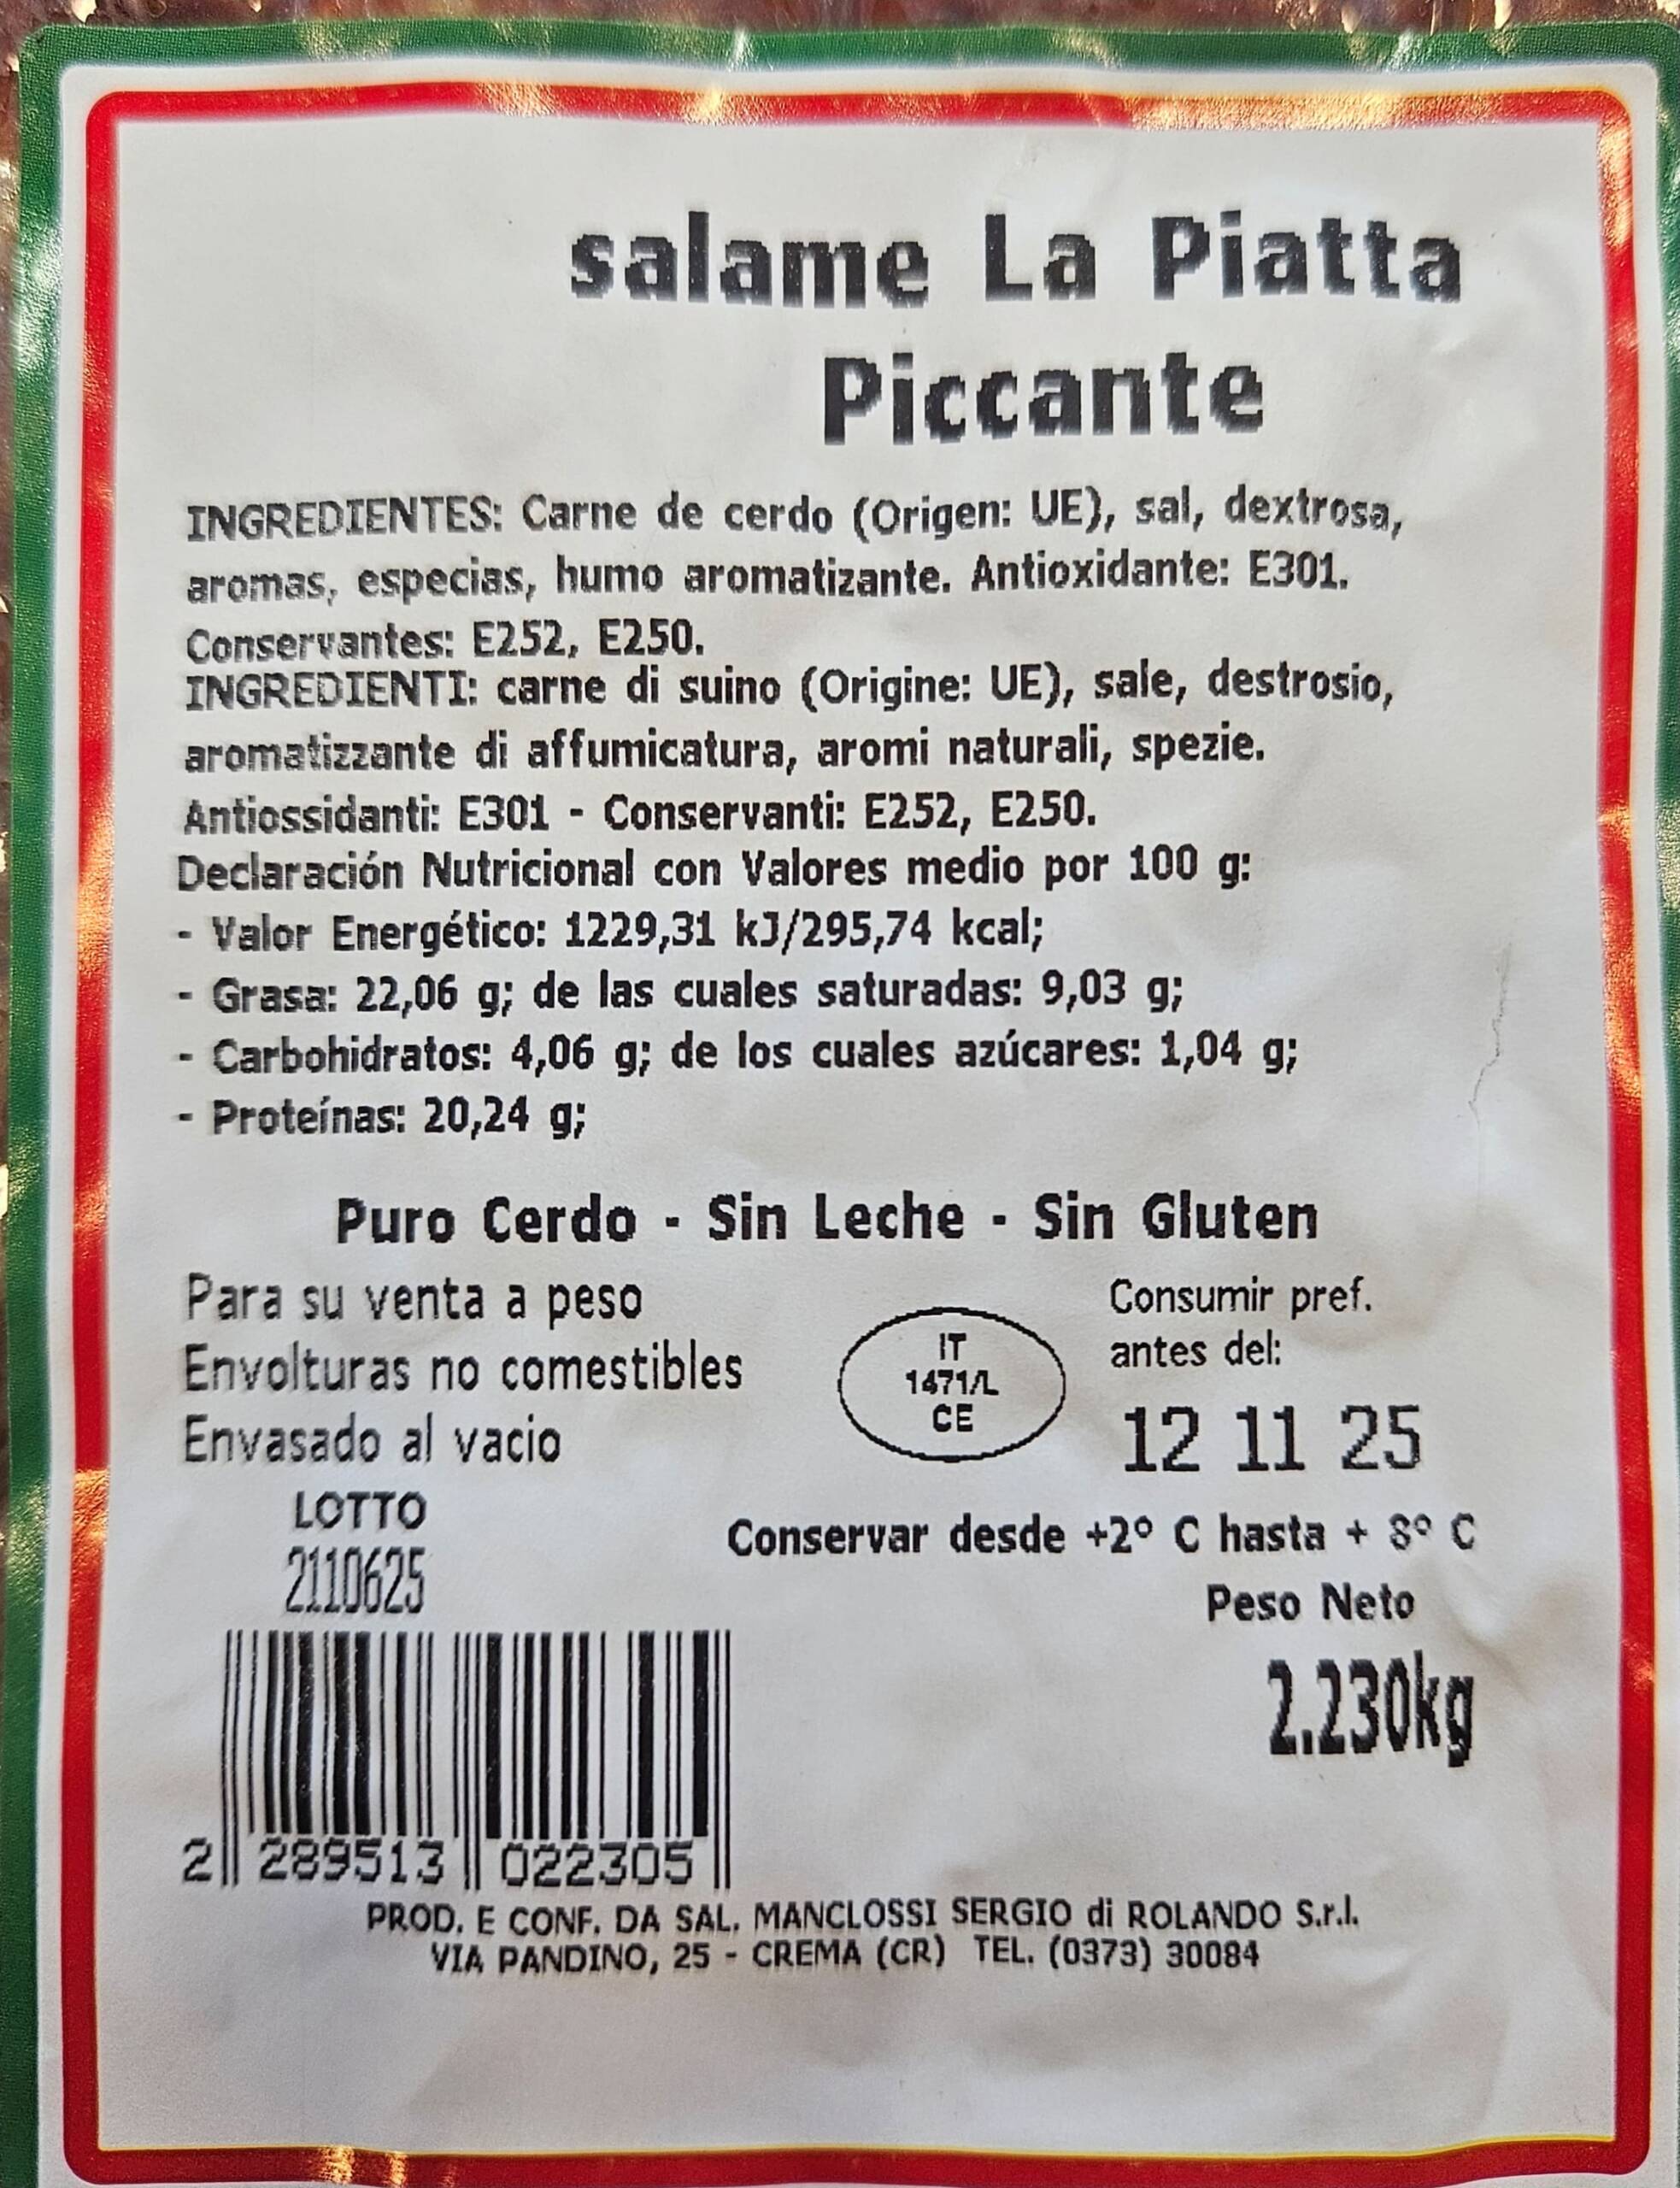 salame La Piatta
Piccante
INGREDIENTES: Carne de cerdo (Origen: UE), sal, dextrosa,
aromas, especias, humo aromatizante. Antioxidante: E301.
Conservantes: E252, E250.
INGREDIENTI: carne di suino (Origine: UE), sale, destrosio,
aromatizzante di affumicatura, aromi naturali, spezie.
Antiossidanti: E301 - Conservanti: E252, E250.
Declaración Nutricional con Valores medio por 100 g:
- Valor Energético: 1229,31 kJ/295,74 kcal;
- Grasa: 22,06 g; de las cuales saturadas: 9,03 g;
- Carbohidratos: 4,06 g; de los cuales azúcares: 1,04 g;
- Proteínas: 20,24 g;
Puro Cerdo - Sin Leche - Sin Gluten
Para su venta a peso
Envolturas no comestibles
Envasado al vacio
IT
1471/L
CE
Consumir pref.
antes del:
12 11 25
LOTTO
2110625
Conservar desde +2° C hasta + 8° C
Peso Neto
2.230kg
2 289513 022305
PROD. E CONF. DA SAL. MANCLOSSI SERGIO di ROLANDO S.r.l.
VIA PANDINO, 25 - CREMA (CR) TEL. (0373) 30084